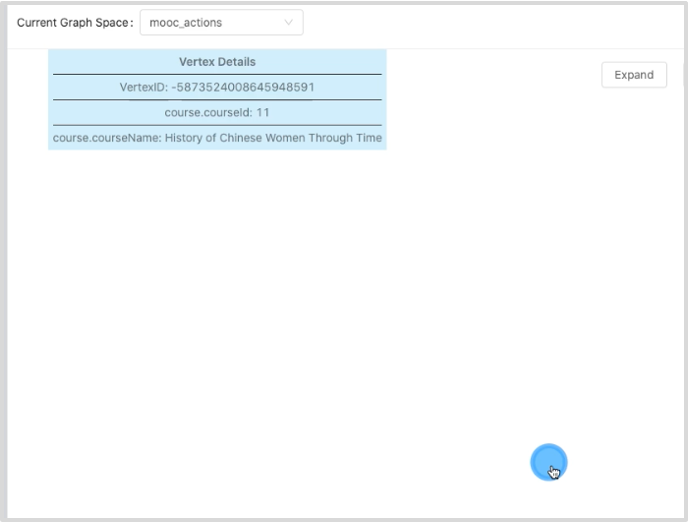 Current Graph Space: mooc_actions
Vertex Details
Expand
VertexID: -5873524008645948591
course.courseId: 11
course.courseName: History of Chinese Women Through Time